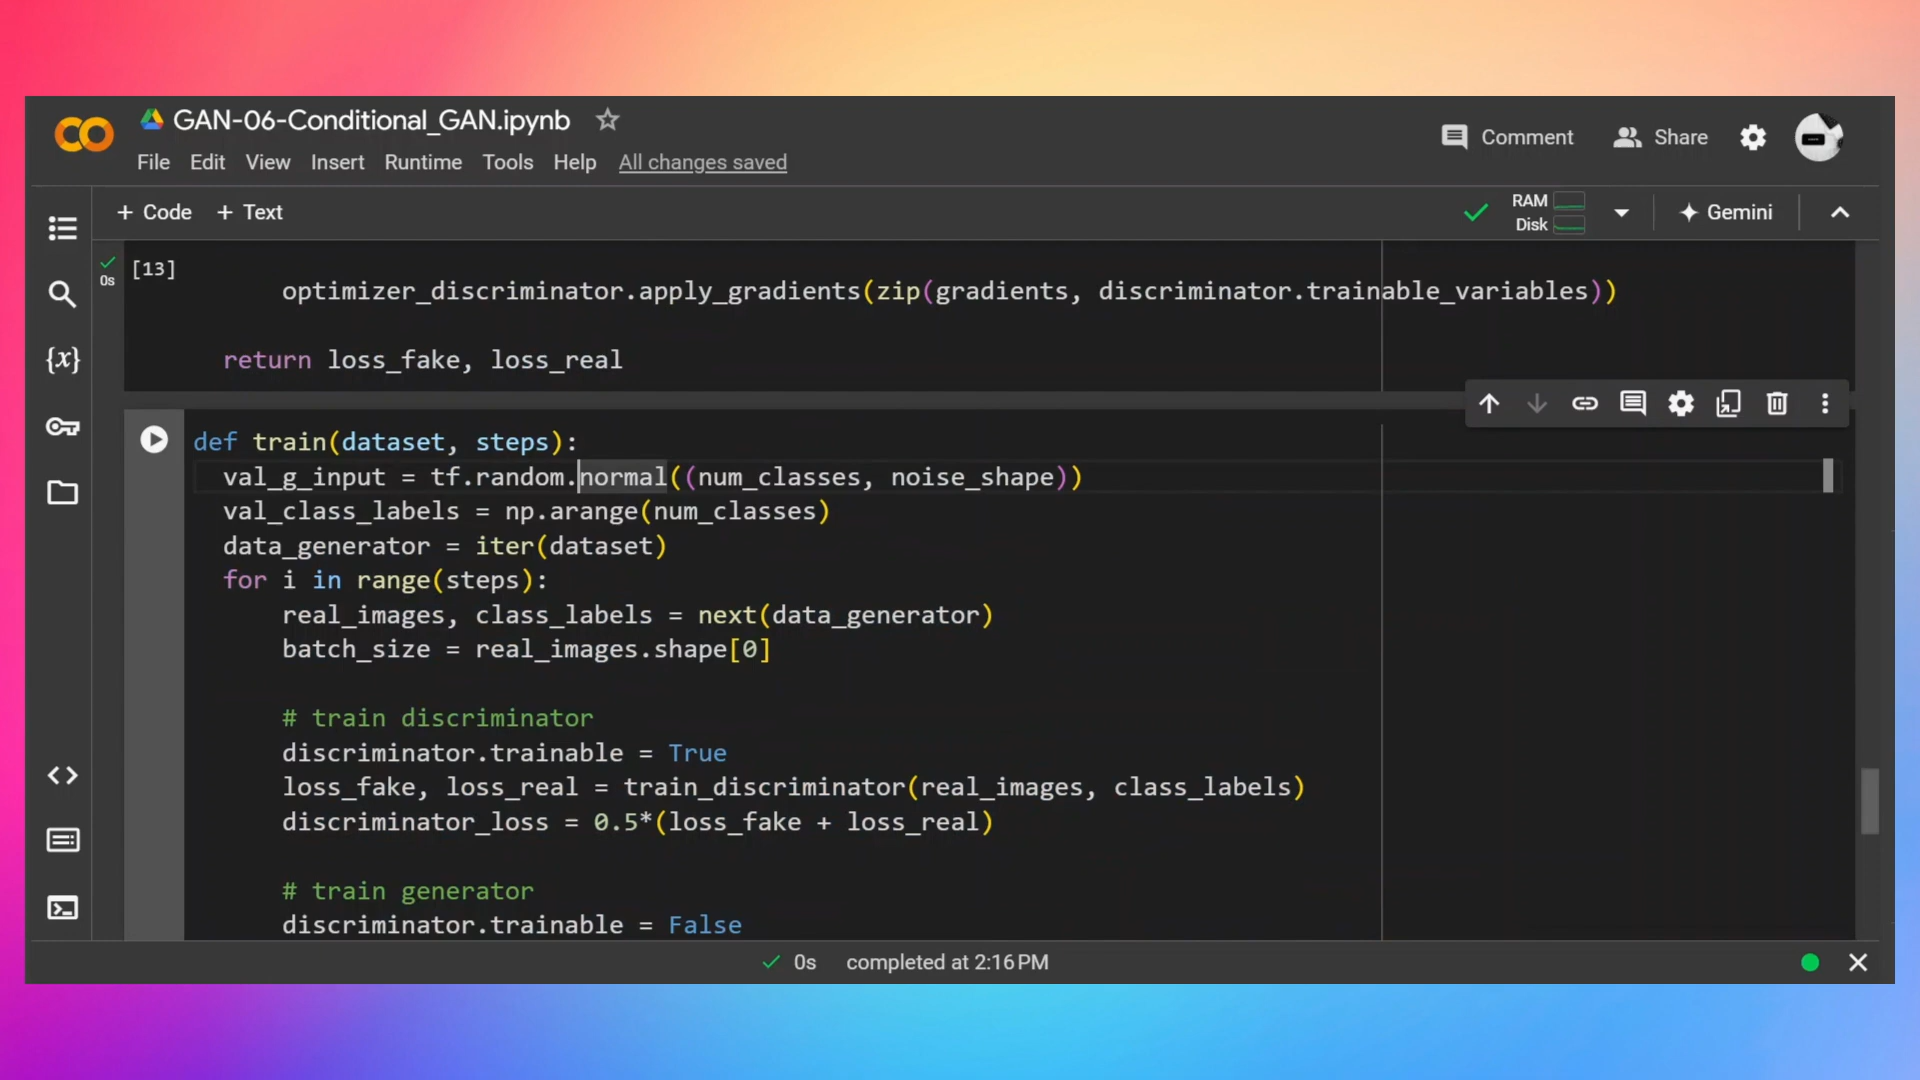 GAN-06-Conditional_GAN.ipynb
File Edit View Insert Runtime Tools Help All changes saved
Comment Share
+ Code + Text
RAM
Disk
Gemini
0s
[13]
optimizer_discriminator.apply_gradients(zip(gradients, discriminator.trainable_variables))
return loss_fake, loss_real
def train(dataset, steps):
val_g_input = tf.random.normal((num_classes, noise_shape))
val_class_labels = np.arange(num_classes)
data_generator = iter(dataset)
for i in range(steps):
real_images, class_labels = next(data_generator)
batch_size = real_images.shape[0]
# train discriminator
discriminator.trainable = True
loss_fake, loss_real = train_discriminator(real_images, class_labels)
discriminator_loss = 0.5*(loss_fake + loss_real)
# train generator
discriminator.trainable = False
0s completed at 2:16 PM